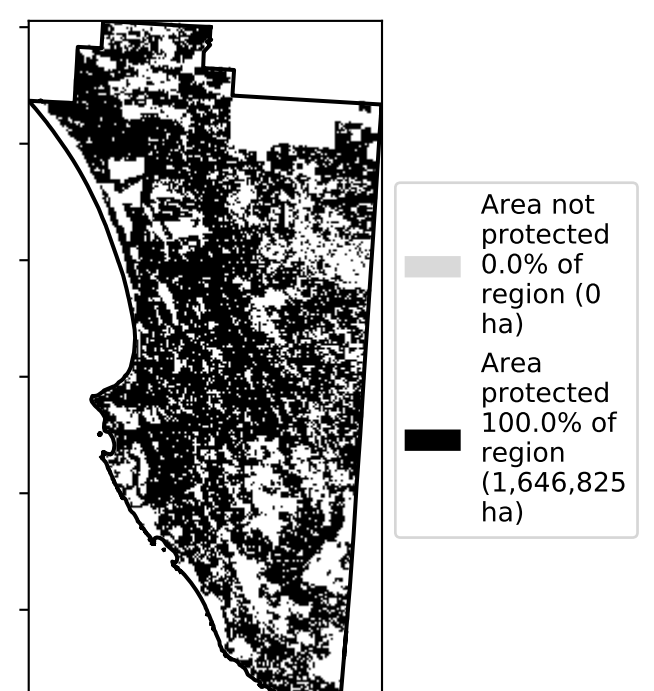 Area not
protected
0.0% of
region (0
ha)
Area
protected
100.0% of
region
(1,646,825
ha)